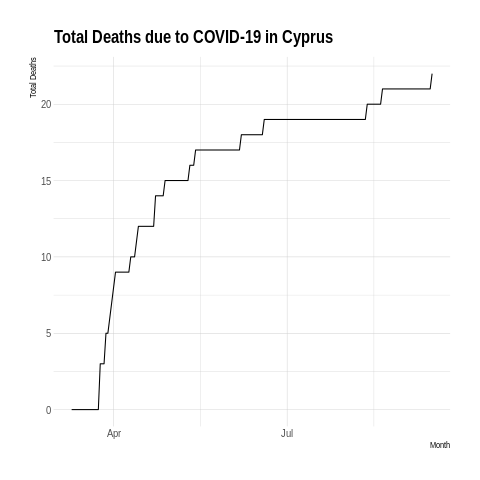 Total Deaths due to COVID-19 in Cyprus
Total Deaths
20
15
10
5
0
Apr
Jul
Month